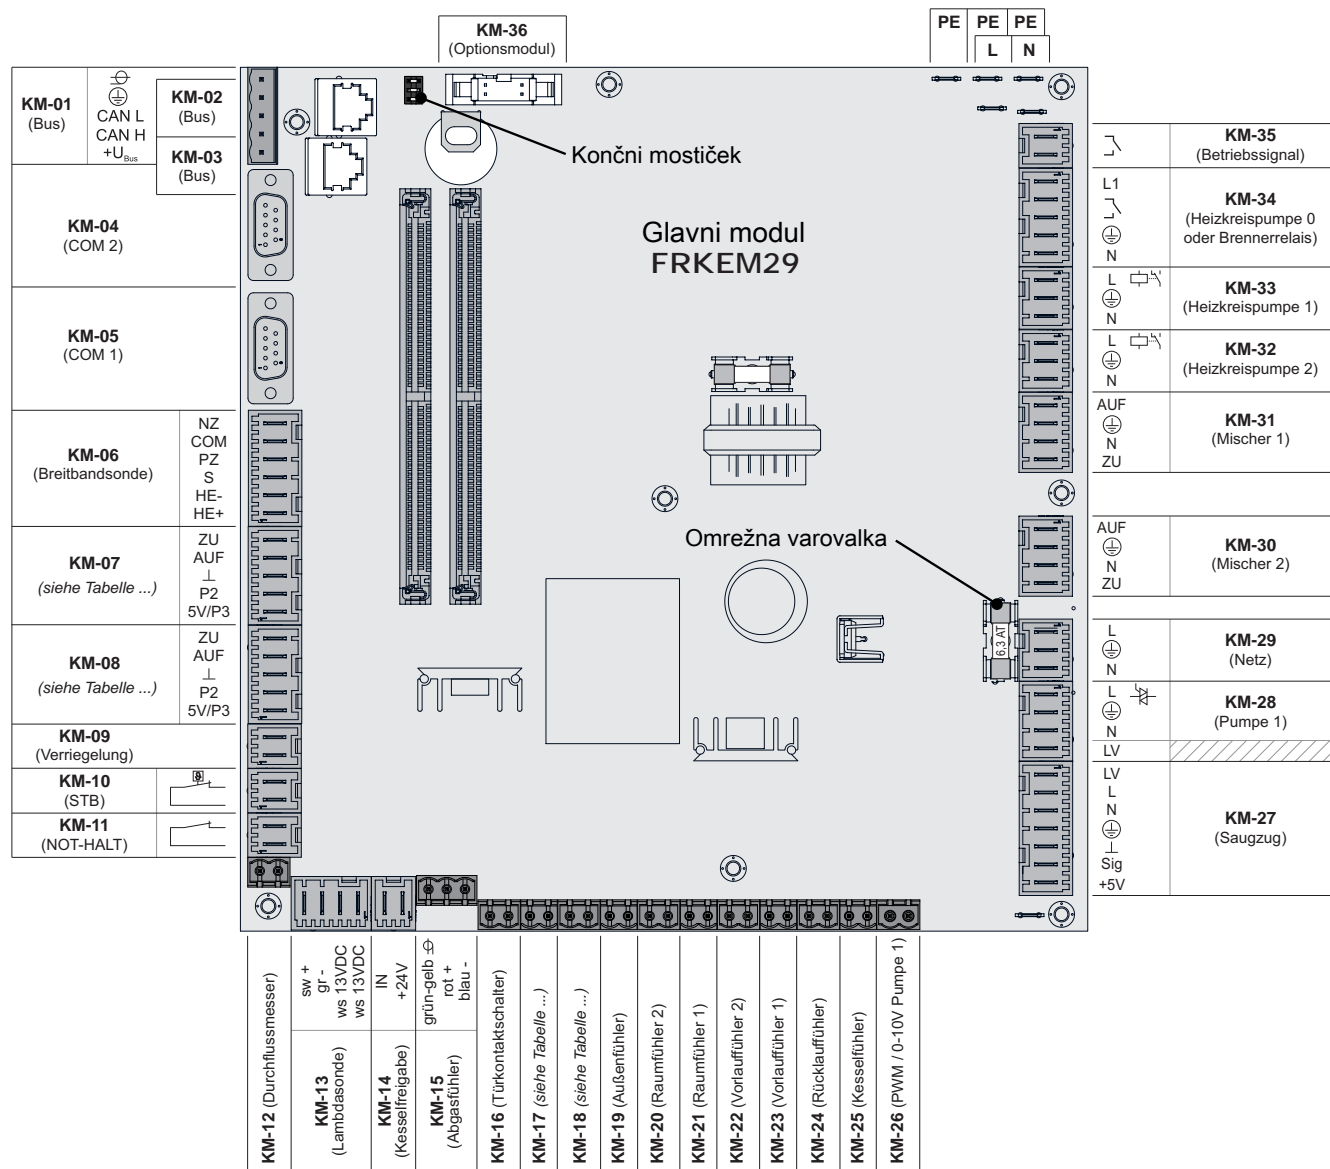 KM-36
(Optionsmodul)
PE PE PE
L N
KM-01
(Bus)
CAN L
CAN H
+UBus
KM-02
(Bus)
KM-03
(Bus)
KM-04
(COM 2)
KM-05
(COM 1)
KM-06
(Breitbandsonde)
NZ
COM
PZ
S
HE-
HE+
KM-07
(siehe Tabelle ...)
ZU
AUF
⊥
P2
5V/P3
KM-08
(siehe Tabelle ...)
ZU
AUF
⊥
P2
5V/P3
KM-09
(Verriegelung)
KM-10
(STB)
KM-11
(NOT-HALT)
Končni mostiček
Glavni modul
FRKEM29
Omrežna varovalka
6,3 AT
KM-35
(Betriebssignal)
L1
N
KM-34
(Heizkreispumpe 0
oder Brennerrelais)
L
N
KM-33
(Heizkreispumpe 1)
L
N
KM-32
(Heizkreispumpe 2)
AUF
N
ZU
KM-31
(Mischer 1)
AUF
N
ZU
KM-30
(Mischer 2)
L
N
KM-29
(Netz)
L
N
LV
KM-28
(Pumpe 1)
LV
L
N
⊥
Sig
+5V
KM-27
(Saugzug)
KM-12 (Durchflussmesser)
sw +
gr -
ws 13VDC
ws 13VDC
KM-13
(Lambdasonde)
IN
+24V
KM-14
(Kesselfreigabe)
grün-gelb
rot +
blau -
KM-15
(Abgasfühler)
KM-16 (Türkontaktschalter)
KM-17 (siehe Tabelle ...)
KM-18 (siehe Tabelle ...)
KM-19 (Außenfühler)
KM-20 (Raumfühler 2)
KM-21 (Raumfühler 1)
KM-22 (Vorlauffühler 2)
KM-23 (Vorlauffühler 1)
KM-24 (Rücklauffühler)
KM-25 (Kesselfühler)
KM-26 (PWM / 0-10V Pumpe 1)